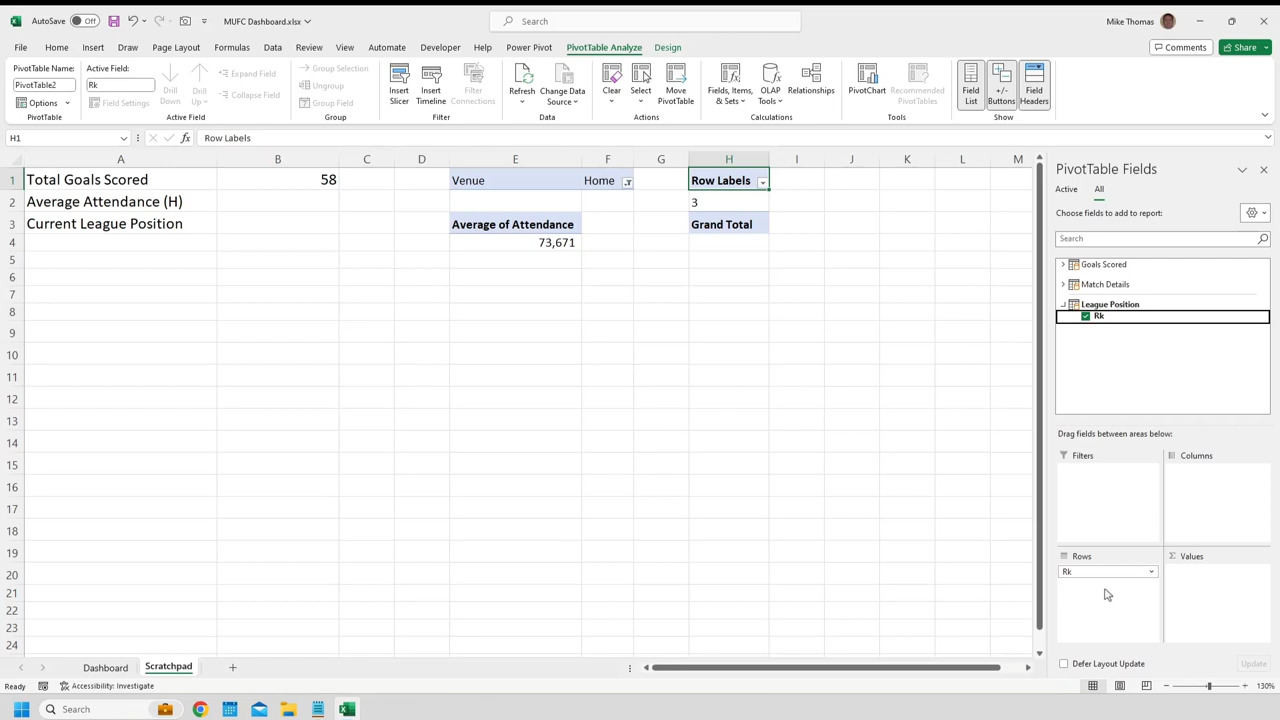 AutoSave Off MUFC Dashboard.xlsx Search Mike Thomas
File Home Insert Draw Page Layout Formulas Data Review View Automate Developer Help Power Pivot PivotTable Analyze Design Comments Share
PivotTable Name:
PivotTable2
Options
PivotTable
Active Field:
Rk
Field Settings
Drill
Down
Drill
Up
Expand Field
Collapse Field
Active Field
Group Selection
Ungroup
Group Field
Group
Insert
Slicer
Insert
Timeline
Filter
Connections
Filter
Refresh
Change Data
Source
Data
Clear
Select
Move
PivotTable
Actions
Fields, Items,
& Sets
OLAP
Tools
Relationships
Calculations
PivotChart
Recommended
PivotTables
Tools
Field
List
+/-
Buttons
Field
Headers
Show
H1 fx Row Labels
A B C D E F G H I J K L M
1 Total Goals Scored 58 Venue Home Row Labels
2 Average Attendance (H) 3
3 Current League Position Average of Attendance Grand Total
4 73,671
5
6
7
8
9
10
11
12
13
14
15
16
17
18
19
20
21
22
23
24
PivotTable Fields
Active All
Choose fields to add to report:
Search
Goals Scored
Match Details
League Position
Rk
Drag fields between areas below:
Filters Columns
Rows Values
Rk
Defer Layout Update Update
Dashboard Scratchpad
Ready Accessibility: Investigate 130%
Search